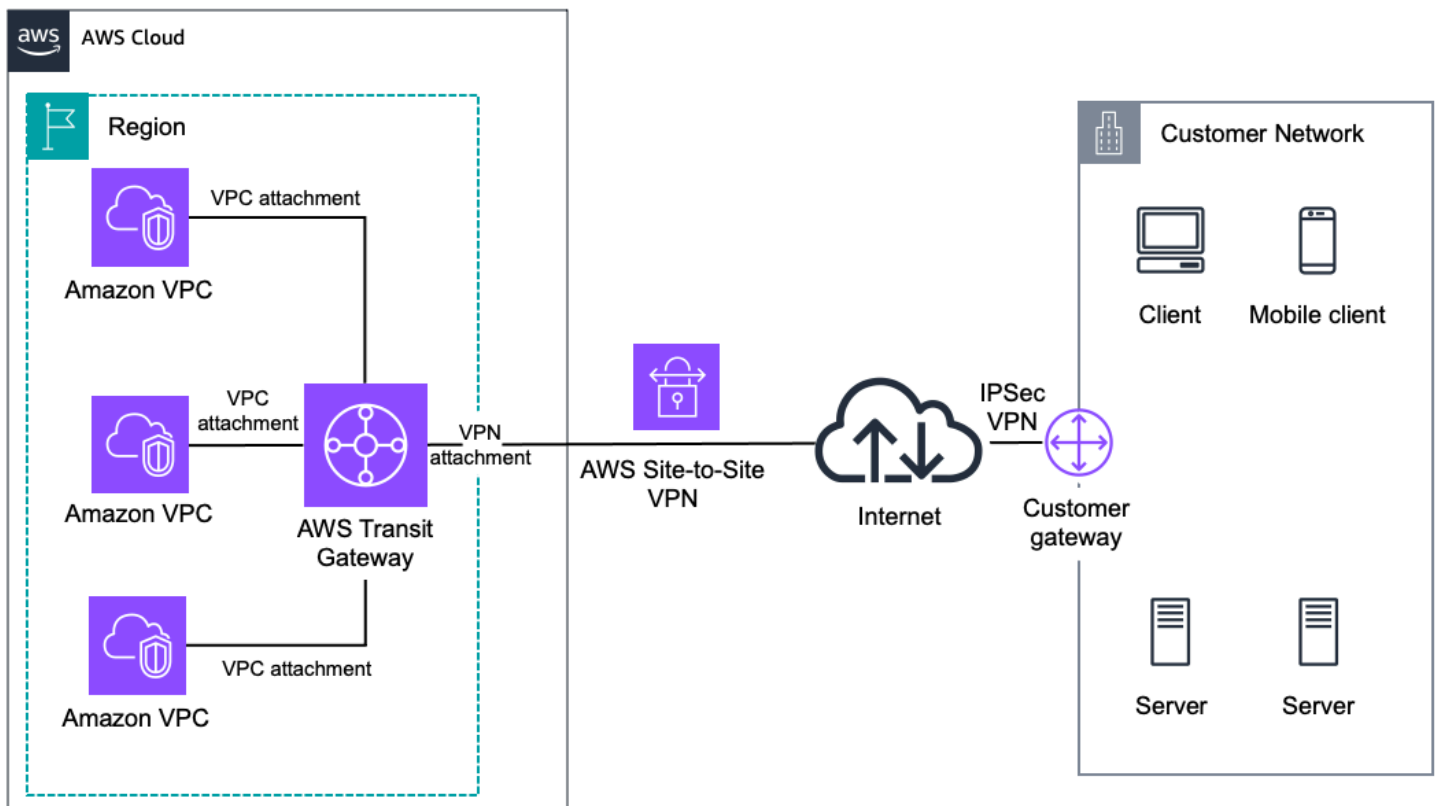 aws
AWS Cloud
Region
VPC attachment
Amazon VPC
VPC
attachment
Amazon VPC
AWS Transit
Gateway
VPN
attachment
VPC attachment
Amazon VPC
AWS Site-to-Site
VPN
Internet
IPSec
VPN
Customer
gateway
Customer Network
Client
Mobile client
Server
Server